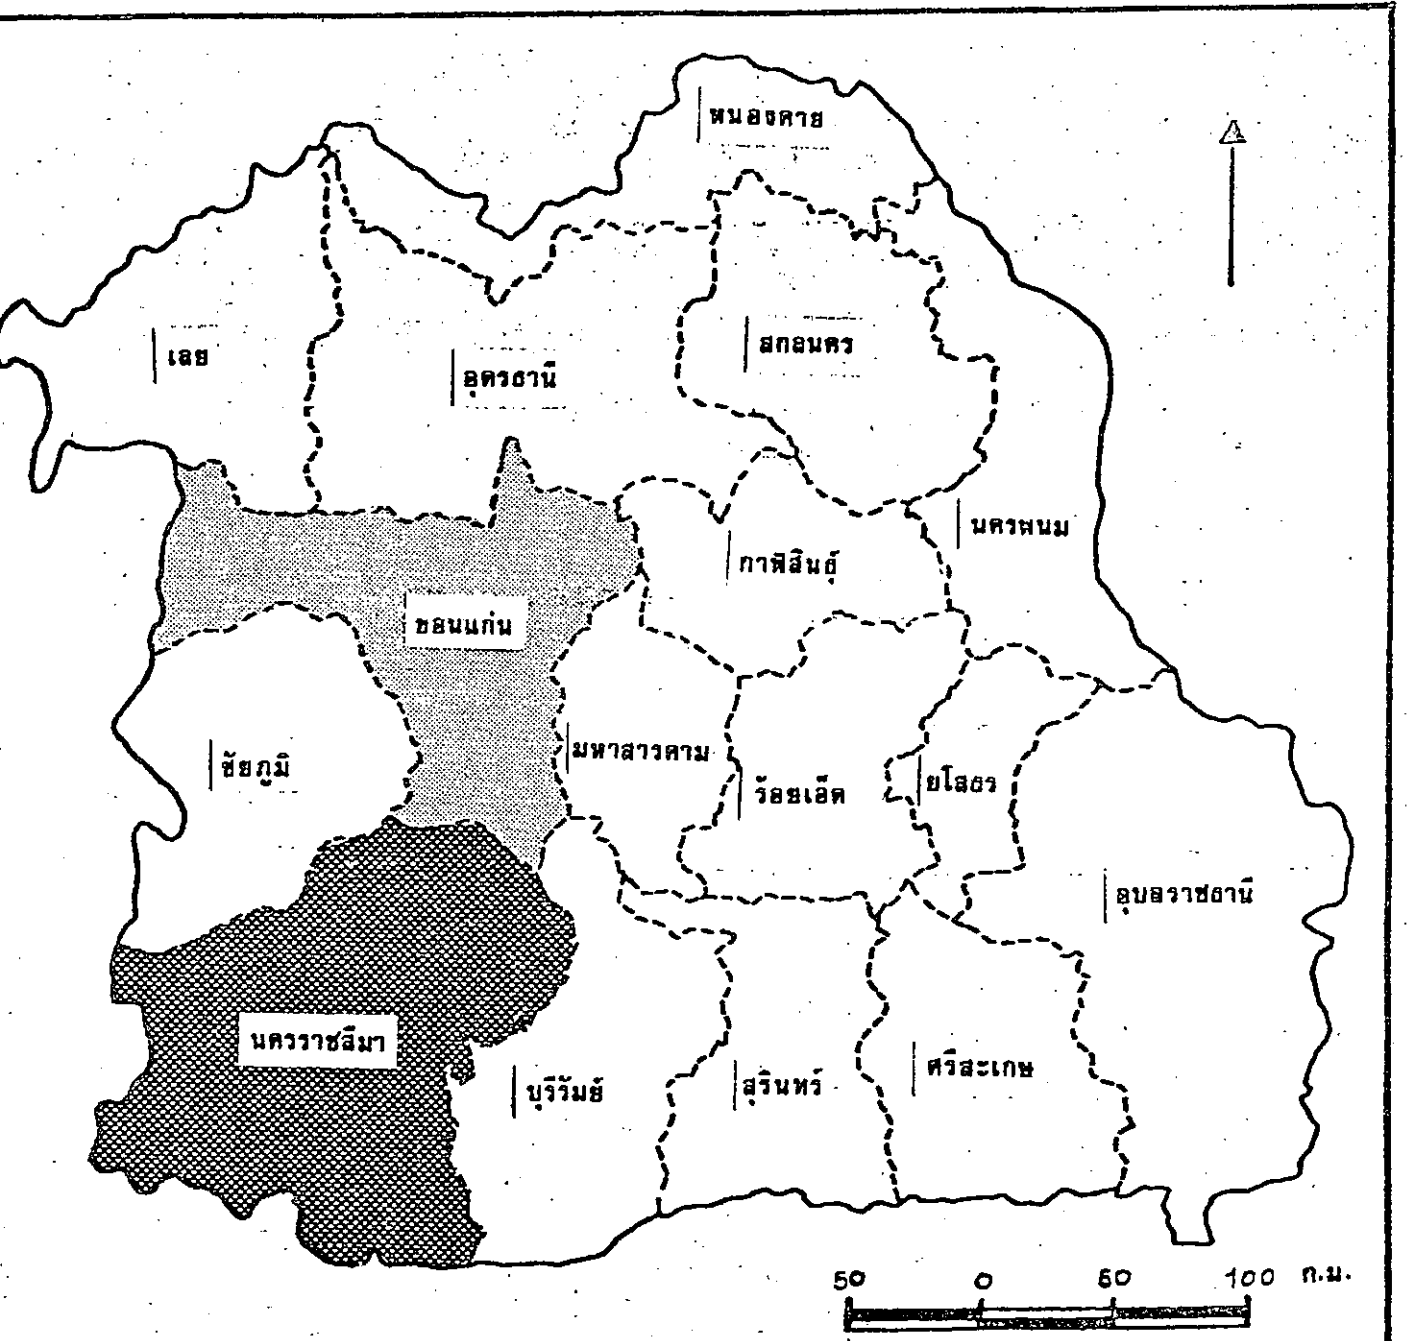 หนองคาย
เลย
อุดรธานี
สกลนคร
นครพนม
กาฬสินธุ์
ขอนแก่น
ชัยภูมิ
มหาสารคาม
ร้อยเอ็ด
ยโสธร
อุบลราชธานี
นครราชสีมา
บุรีรัมย์
สุรินทร์
ศรีสะเกษ
50 0 50 100 ก.ม.